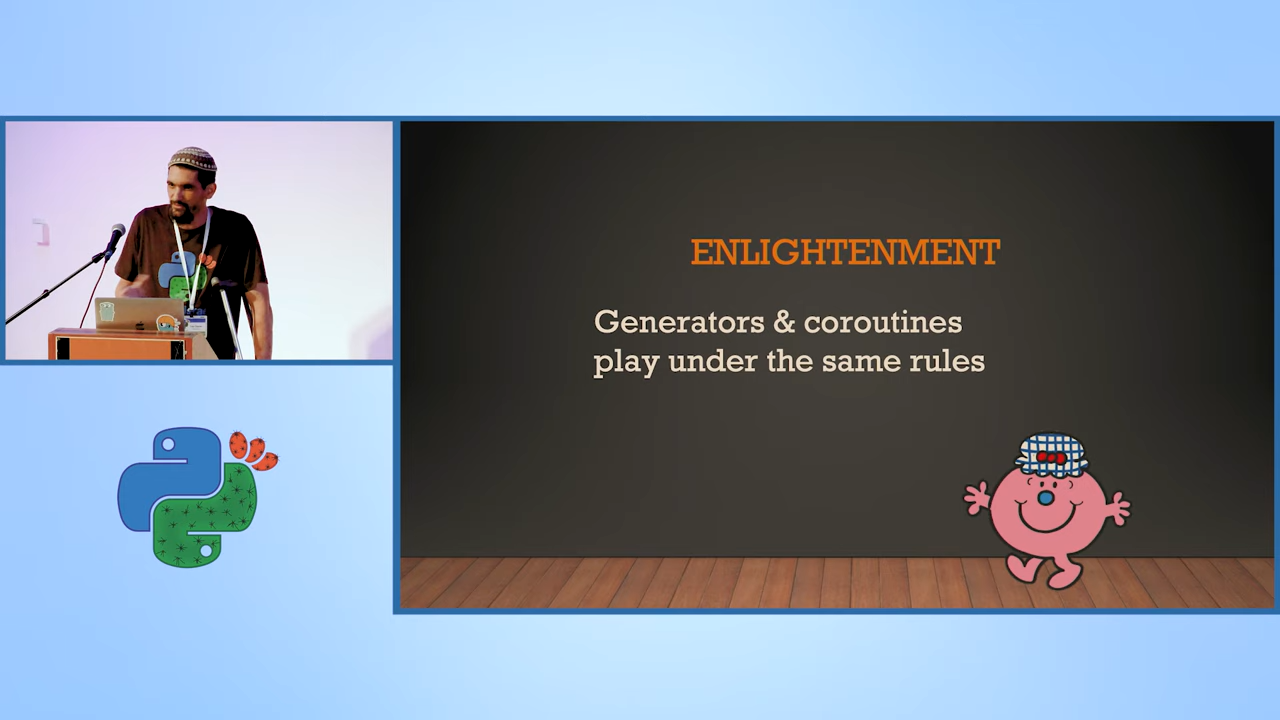 ENLIGHTENMENT
Generators & coroutines
play under the same rules